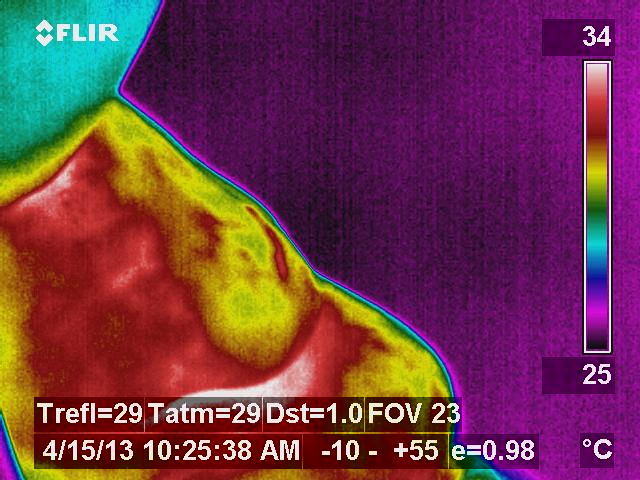 FLIR
34
25
Trefl=29 Tatm=29 Dst=1.0 FOV 23
4/15/13 10:25:38 AM -10 - +55 e=0.98 °C